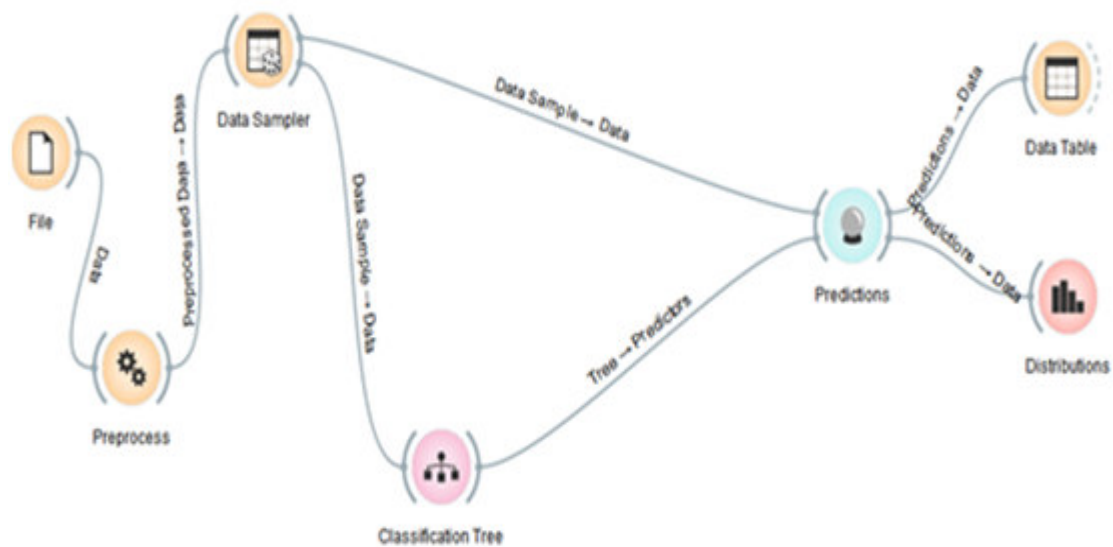 File
Data
Preprocess
Preprocessed Data → Data
Data Sampler
Data Sample → Data
Data Sample → Data
Classification Tree
Tree → Predictors
Predictions
Predictions → Data
Data Table
Predictions → Data
Distributions